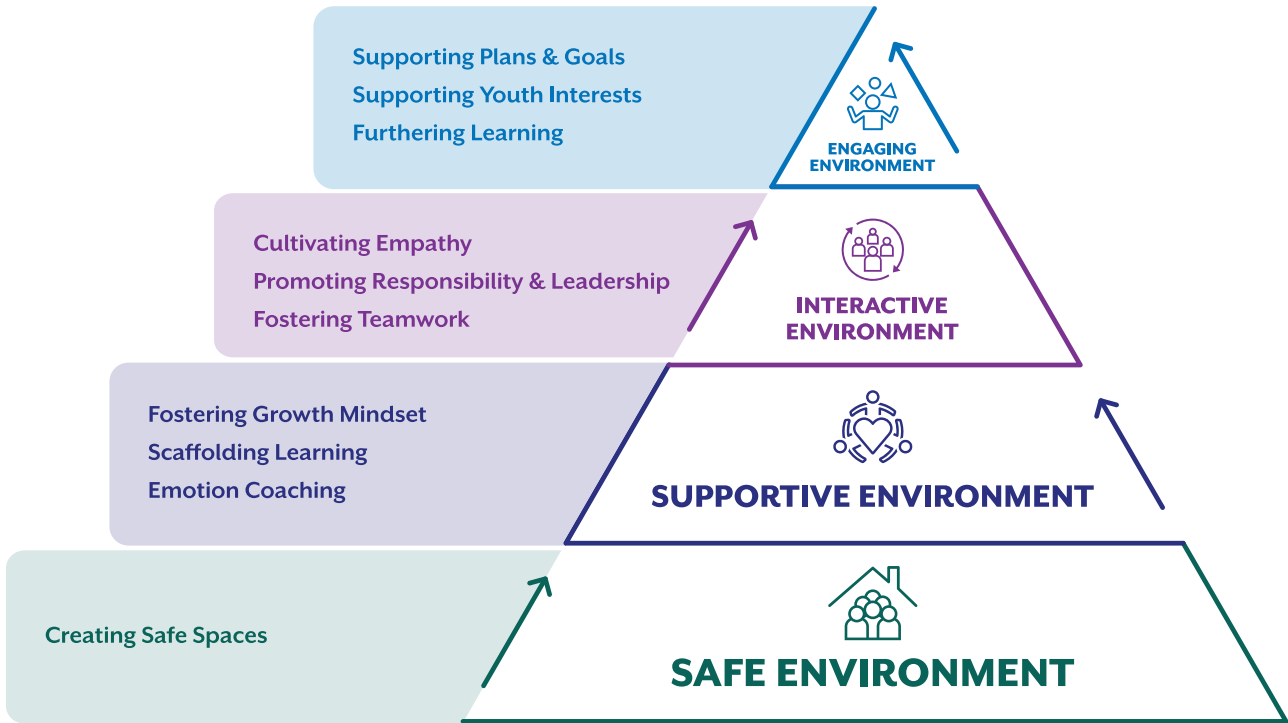 Supporting Plans & Goals
Supporting Youth Interests
Furthering Learning
ENGAGING
ENVIRONMENT
Cultivating Empathy
Promoting Responsibility & Leadership
Fostering Teamwork
INTERACTIVE
ENVIRONMENT
Fostering Growth Mindset
Scaffolding Learning
Emotion Coaching
SUPPORTIVE ENVIRONMENT
Creating Safe Spaces
SAFE ENVIRONMENT